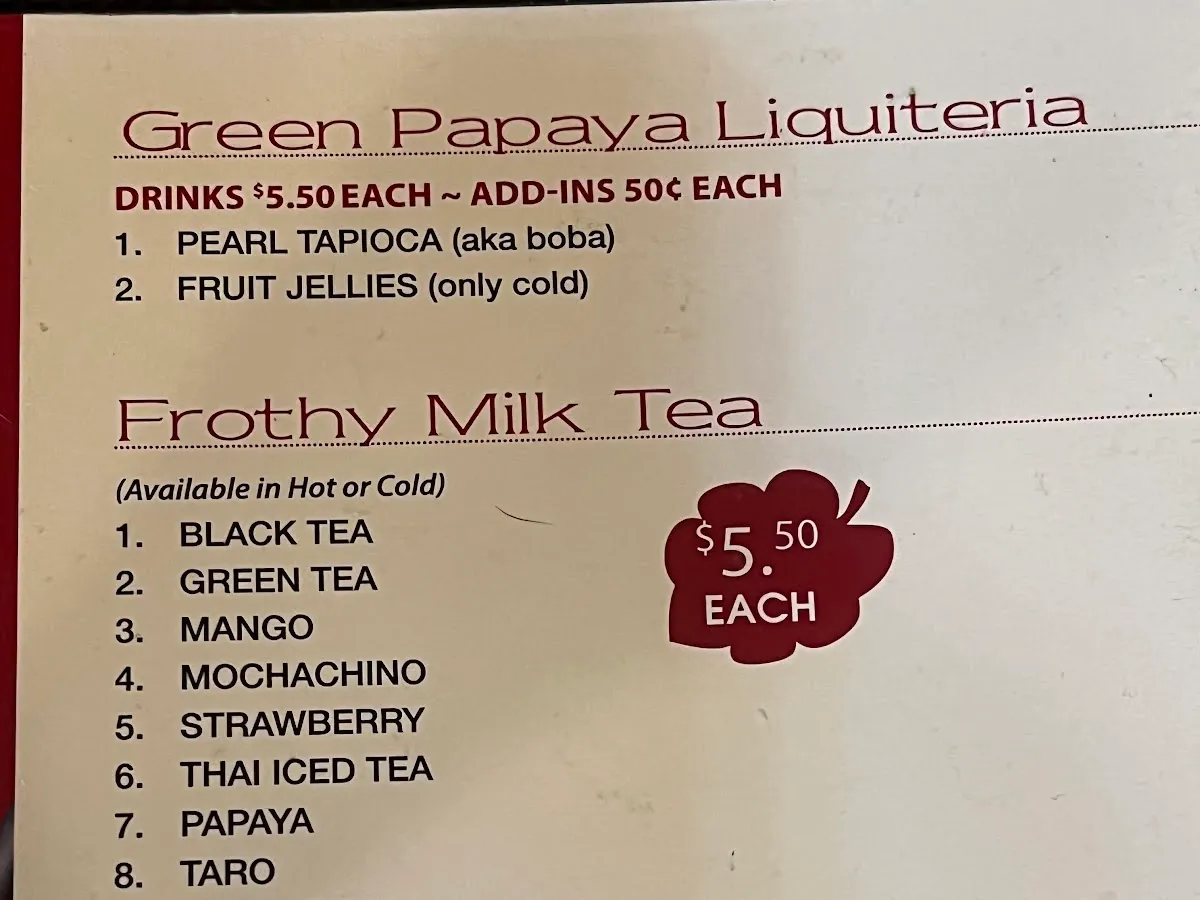 Green Papaya Liquiteria
DRINKS $5.50 EACH ~ ADD-INS 50¢ EACH
1. PEARL TAPIOCA (aka boba)
2. FRUIT JELLIES (only cold)
Frothy Milk Tea
(Available in Hot or Cold)
1. BLACK TEA
2. GREEN TEA
3. MANGO
4. MOCHACHINO
5. STRAWBERRY
6. THAI ICED TEA
7. PAPAYA
8. TARO
$5.50
EACH